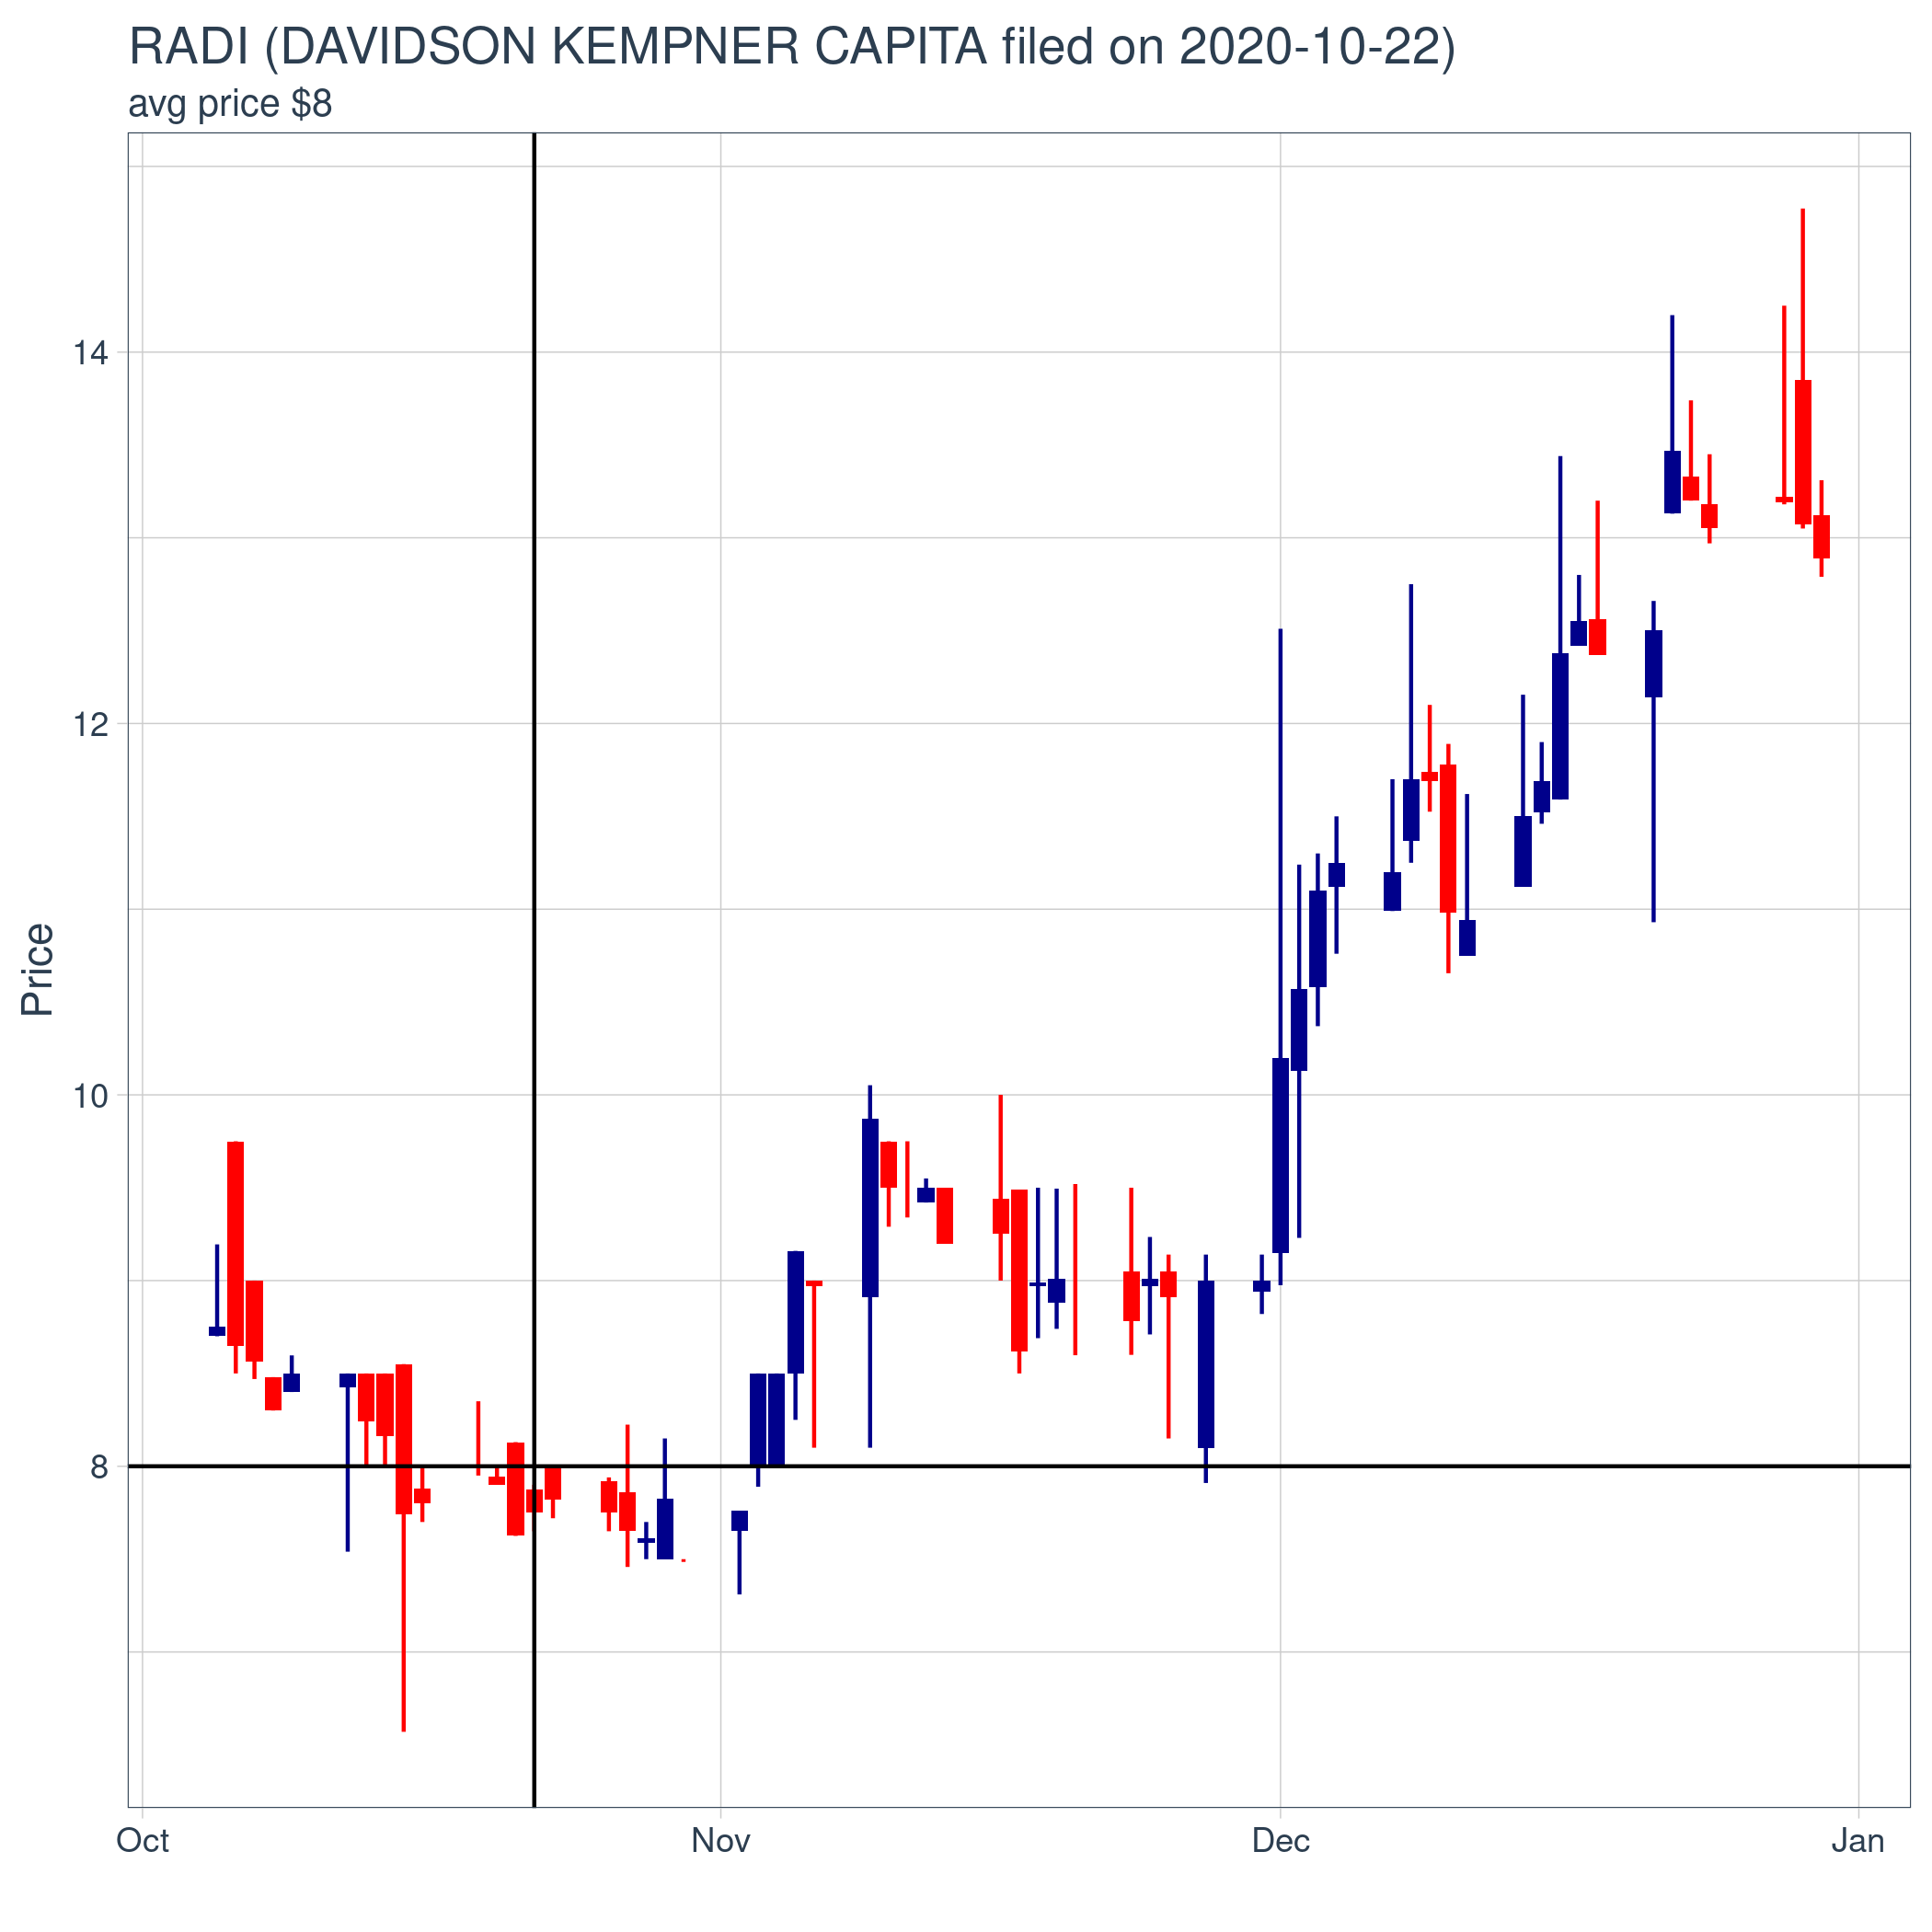 RADI (DAVIDSON KEMPNER CAPITA filed on 2020-10-22)
avg price $8
14
12
10
8
Price
Oct Nov Dec Jan